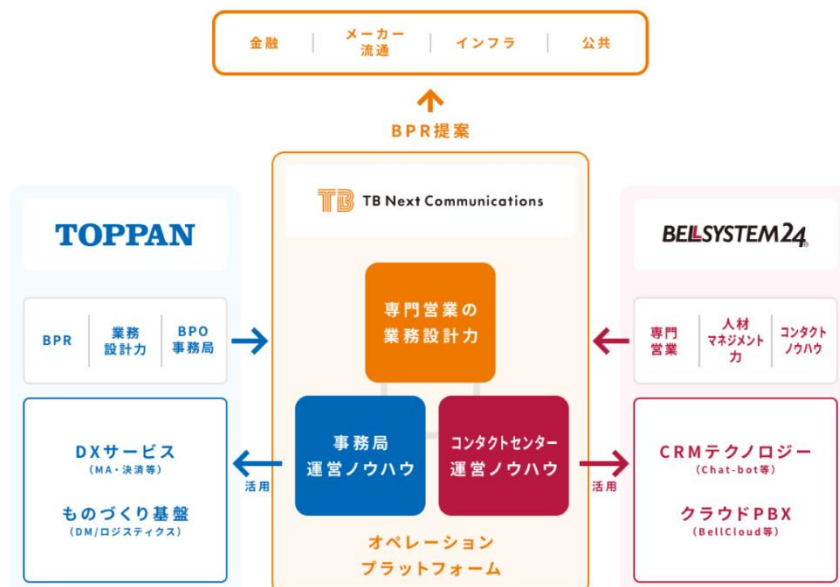 金融
メーカー
流通
インフラ
公共
BPR提案
TB TB Next Communications
TOPPAN
BPR
業務
設計力
BPO
事務局
DXサービス
(MA・決済等)
ものづくり基盤
(DM/ロジスティクス)
専門営業の
業務設計力
事務局
運営ノウハウ
コンタクトセンター
運営ノウハウ
活用
活用
オペレーション
プラットフォーム
BELLSYSTEM24
専門
営業
人材
マネジメント
力
コンタクト
ノウハウ
CRMテクノロジー
(Chat-bot等)
クラウドPBX
(BellCloud等)